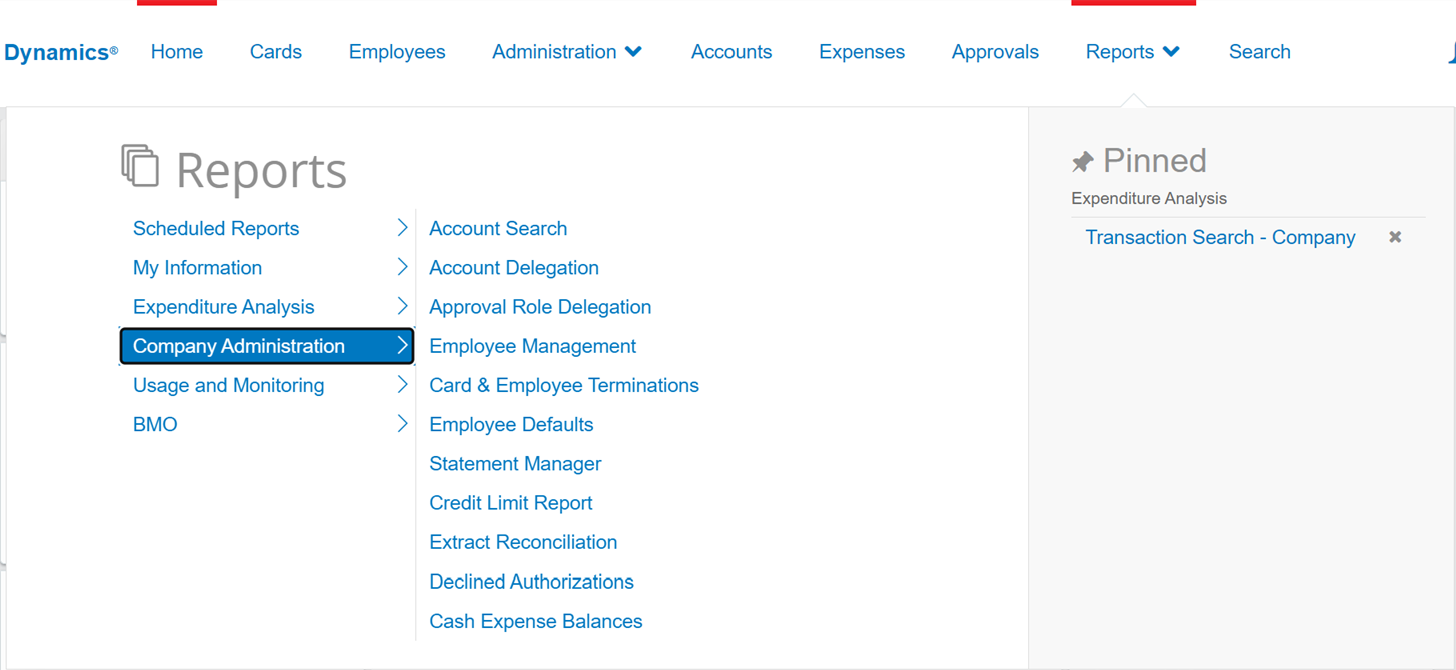 Dynamics® Home Cards Employees Administration Accounts Expenses Approvals Reports Search
Reports
Scheduled Reports
My Information
Expenditure Analysis
Company Administration
Usage and Monitoring
BMO
Account Search
Account Delegation
Approval Role Delegation
Employee Management
Card & Employee Terminations
Employee Defaults
Statement Manager
Credit Limit Report
Extract Reconciliation
Declined Authorizations
Cash Expense Balances
Pinned
Expenditure Analysis
Transaction Search - Company